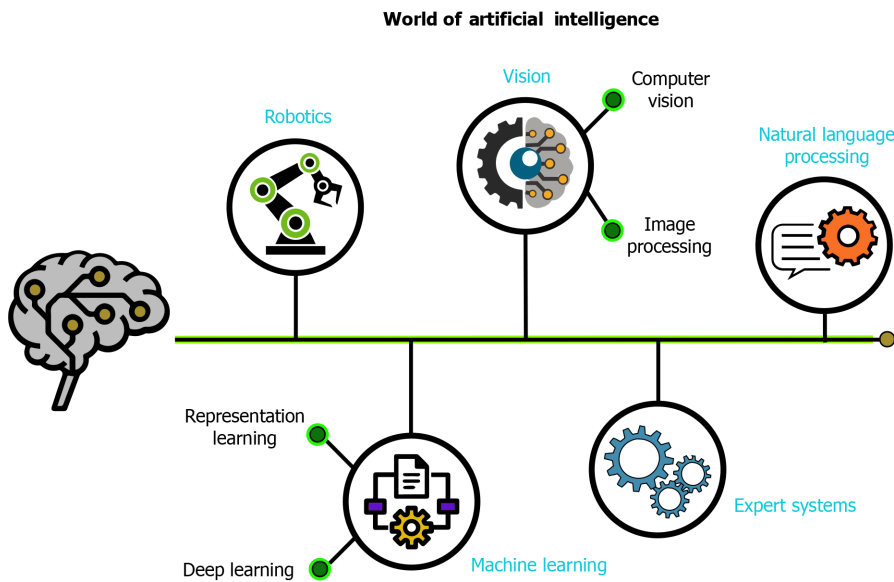 World of artificial intelligence
Vision
Computer
vision
Robotics
Natural language
processing
Image
processing
Representation
learning
Expert systems
Machine learning
Deep learning